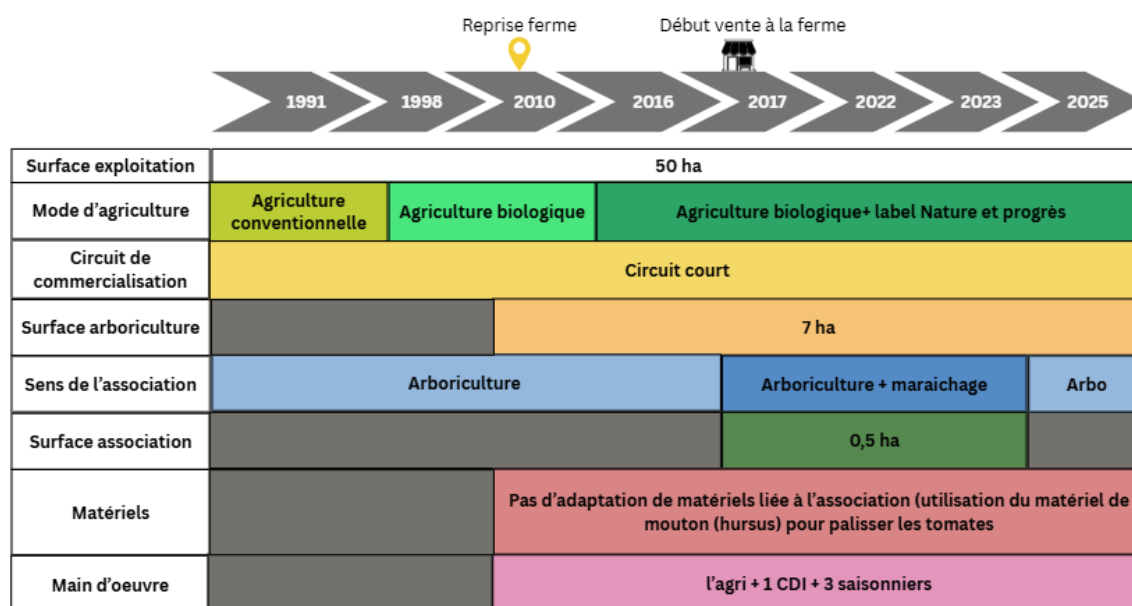 Reprise ferme
Début vente à la ferme
1991
1998
2010
2016
2017
2022
2023
2025
Surface exploitation
50 ha
Mode d'agriculture
Agriculture
conventionnelle
Agriculture biologique
Agriculture biologique+ label Nature et progrès
Circuit de
commercialisation
Circuit court
Surface arboriculture
7 ha
Sens de l'association
Arboriculture
Arboriculture + maraichage
Arbo
Surface association
0,5 ha
Matériels
Pas d'adaptation de matériels liée à l'association (utilisation du matériel de
mouton (hursus) pour palisser les tomates
Main d'oeuvre
l'agri + 1 CDI + 3 saisonniers